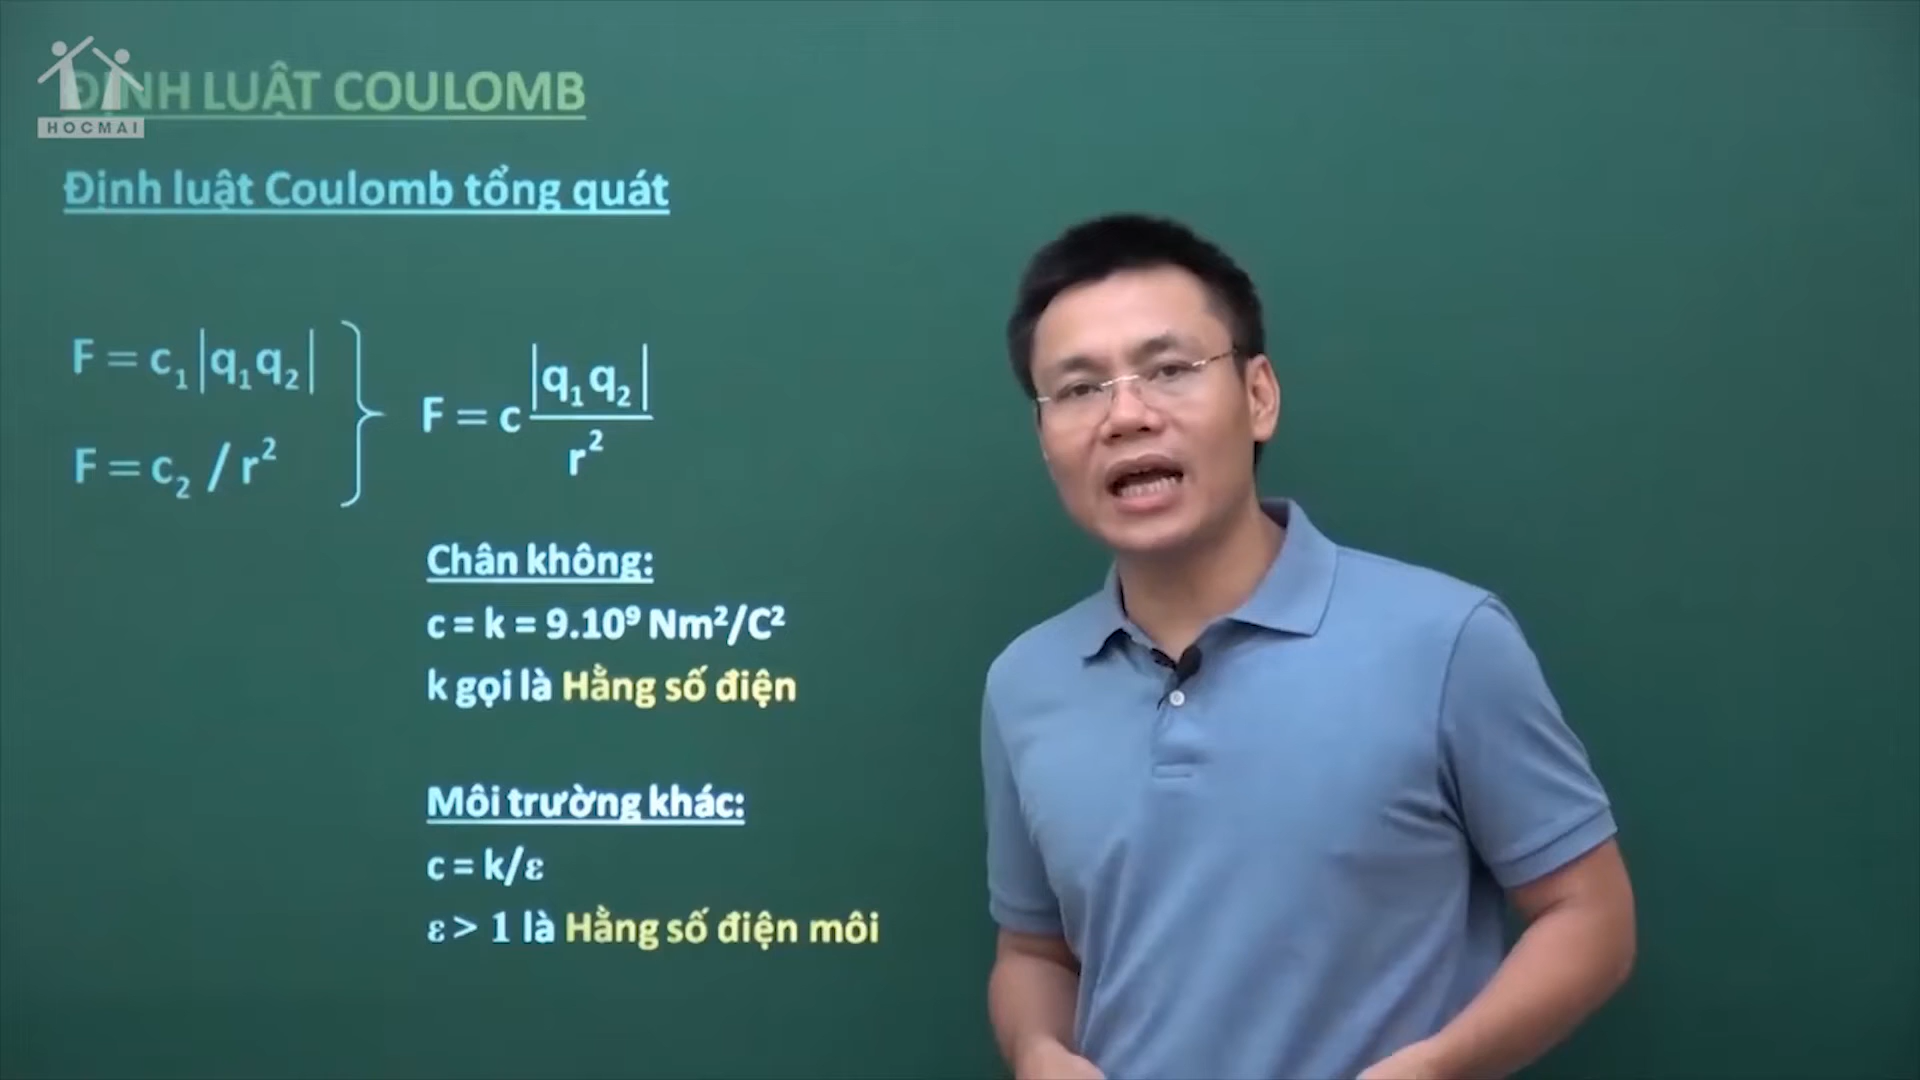 ĐỊNH LUẬT COULOMB
HOCMAI
Định luật Coulomb tổng quát
F = c₁|q₁q₂|
F = c₂ / r²
F = c |q₁q₂| / r²
Chân không:
c = k = 9.10⁹ Nm²/C²
k gọi là Hằng số điện
Môi trường khác:
c = k/ε
ε > 1 là Hằng số điện môi